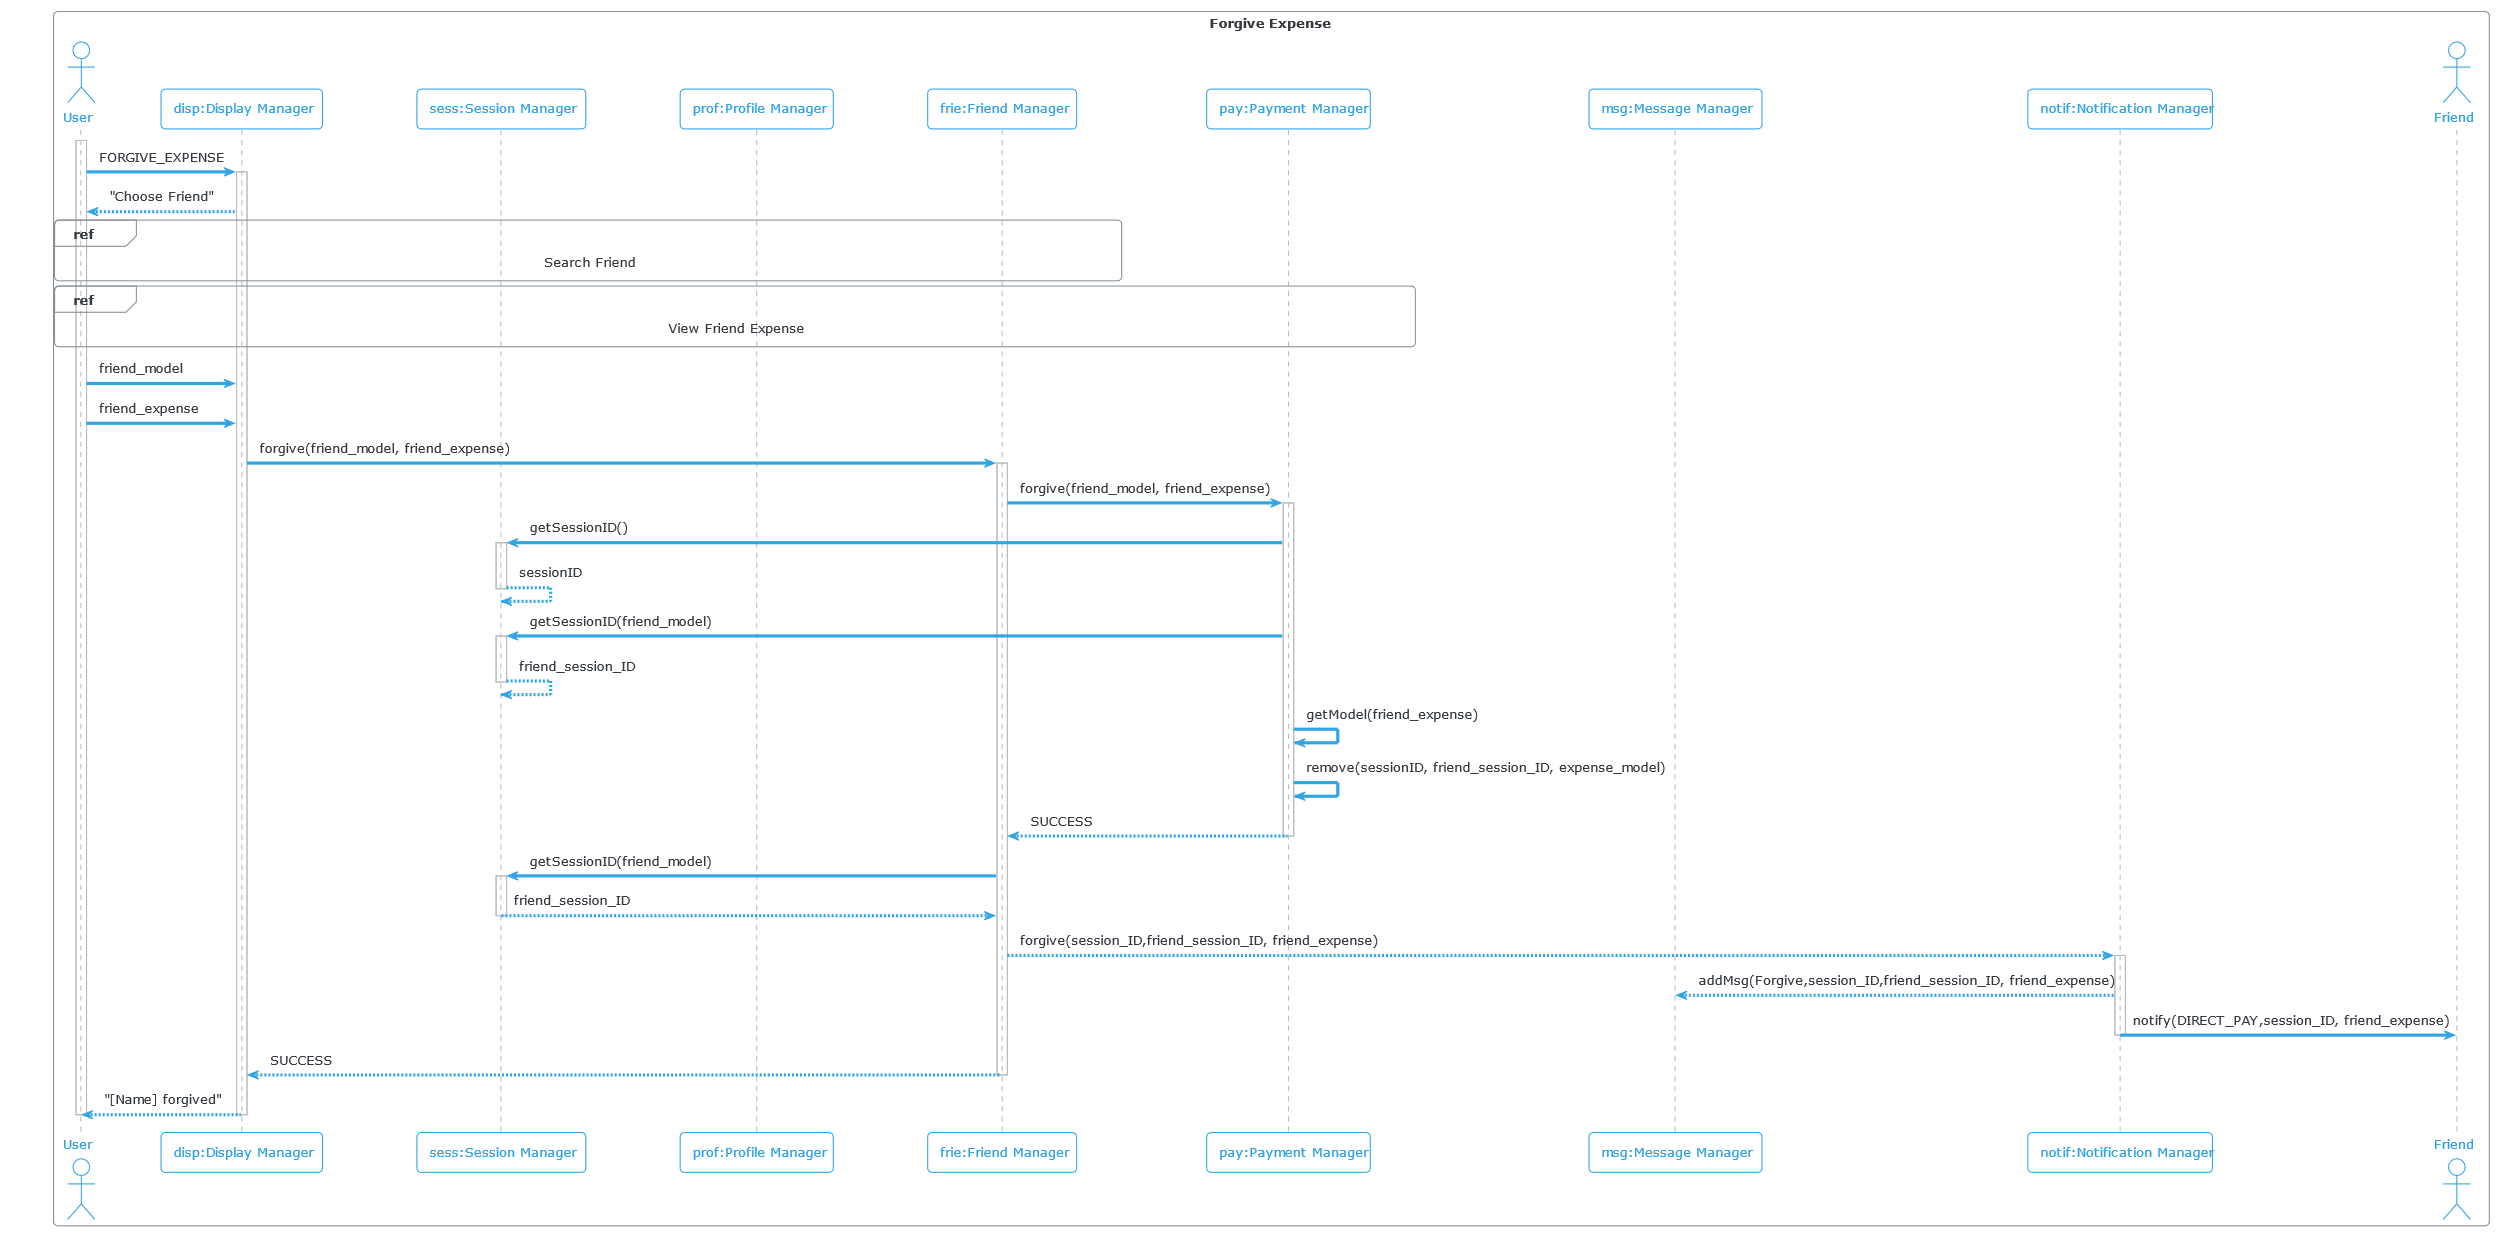 Forgive Expense
User
disp:Display Manager
sess:Session Manager
prof:Profile Manager
frie:Friend Manager
pay:Payment Manager
msg:Message Manager
notif:Notification Manager
Friend
FORGIVE_EXPENSE
"Choose Friend"
ref
Search Friend
ref
View Friend Expense
friend_model
friend_expense
forgive(friend_model, friend_expense)
forgive(friend_model, friend_expense)
getSessionID()
sessionID
getSessionID(friend_model)
friend_session_ID
getModel(friend_expense)
remove(sessionID, friend_session_ID, expense_model)
SUCCESS
getSessionID(friend_model)
friend_session_ID
forgive(session_ID,friend_session_ID, friend_expense)
addMsg(Forgive,session_ID,friend_session_ID, friend_expense)
notify(DIRECT_PAY,session_ID, friend_expense)
SUCCESS
"[Name] forgived"
User
disp:Display Manager
sess:Session Manager
prof:Profile Manager
frie:Friend Manager
pay:Payment Manager
msg:Message Manager
notif:Notification Manager
Friend